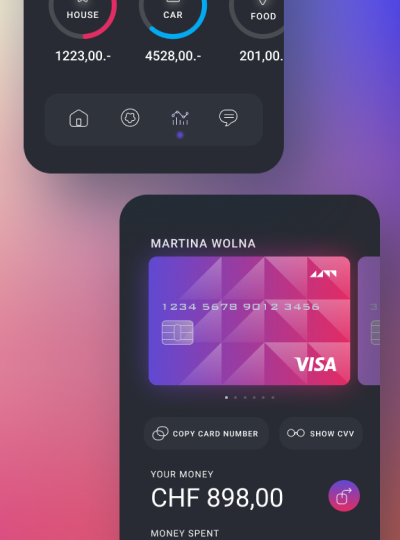 HOUSE
CAR
FOOD
1223,00.-
4528,00.-
201,00.
MARTINA WOLNA
1234 5678 9012 3456
3
VISA
COPY CARD NUMBER
SHOW CVV
YOUR MONEY
CHF 898,00
MONEY SPENT